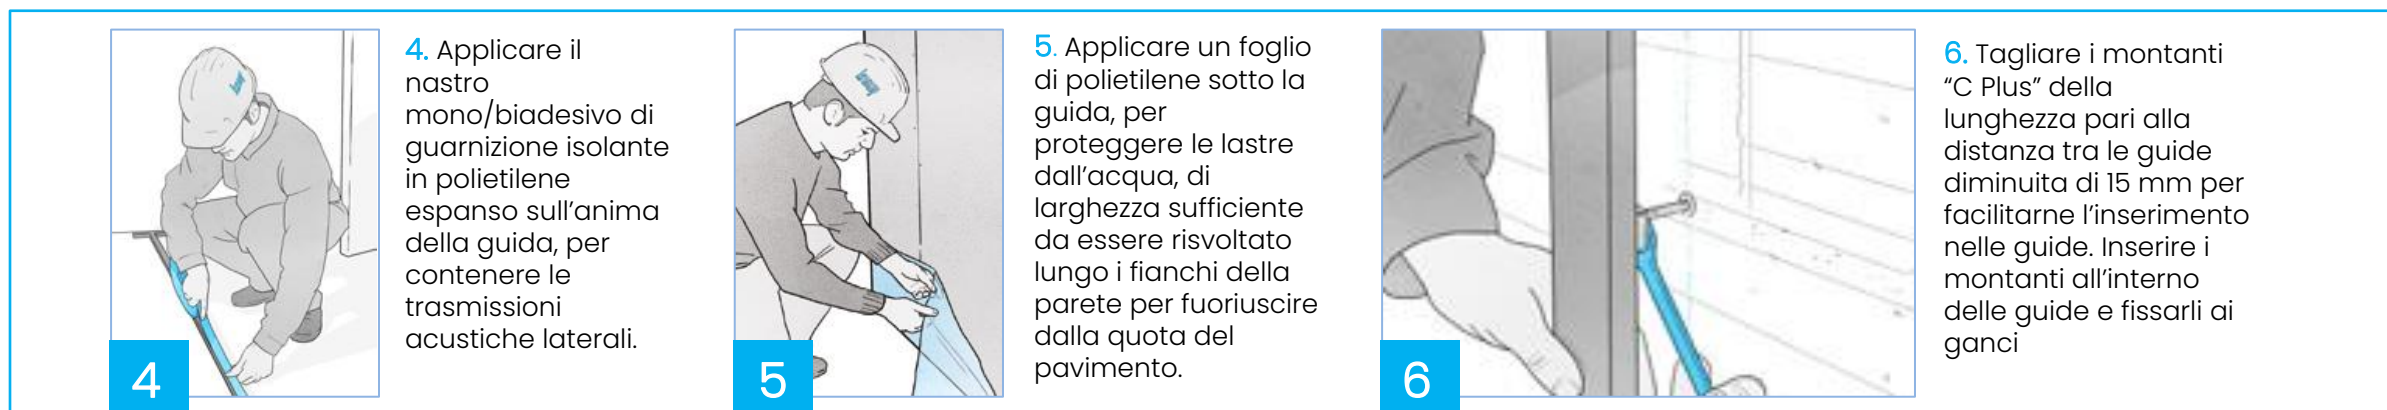 4. Applicare il
nastro
mono/biadesivo di
guarnizione isolante
in polietilene
espanso sull’anima
della guida, per
contenere le
trasmissioni
acustiche laterali.
4
5. Applicare un foglio
di polietilene sotto la
guida, per
proteggere le lastre
dall’acqua, di
larghezza sufficiente
da essere risvoltato
lungo i fianchi della
parete per fuoriuscire
dalla quota del
pavimento.
5
6. Tagliare i montanti
“C Plus” della
lunghezza pari alla
distanza tra le guide
diminuita di 15 mm per
facilitarne l’inserimento
nelle guide. Inserire i
montanti all’interno
delle guide e fissarli ai
ganci
6